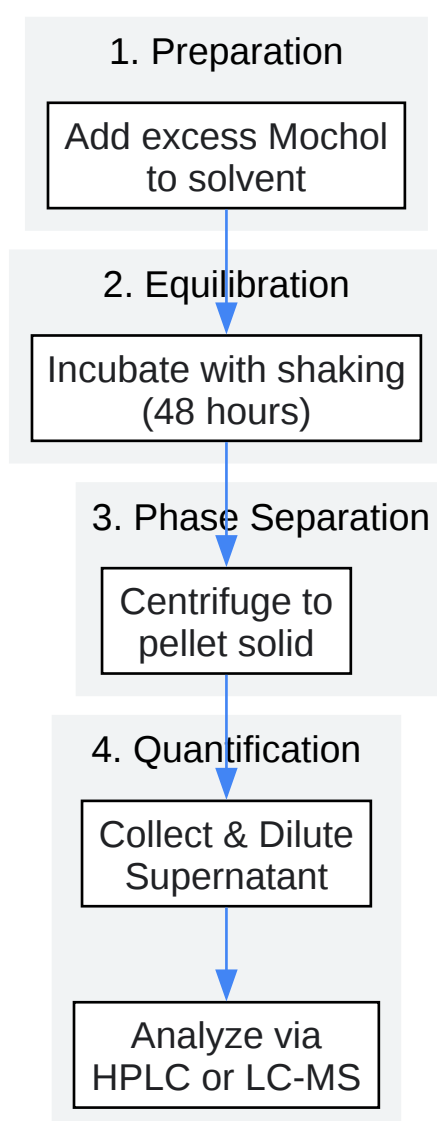 1. Preparation
Add excess Mochol
to solvent
2. Equilibration
Incubate with shaking
(48 hours)
3. Phase Separation
Centrifuge to
pellet solid
4. Quantification
Collect & Dilute
Supernatant
Analyze via
HPLC or LC-MS